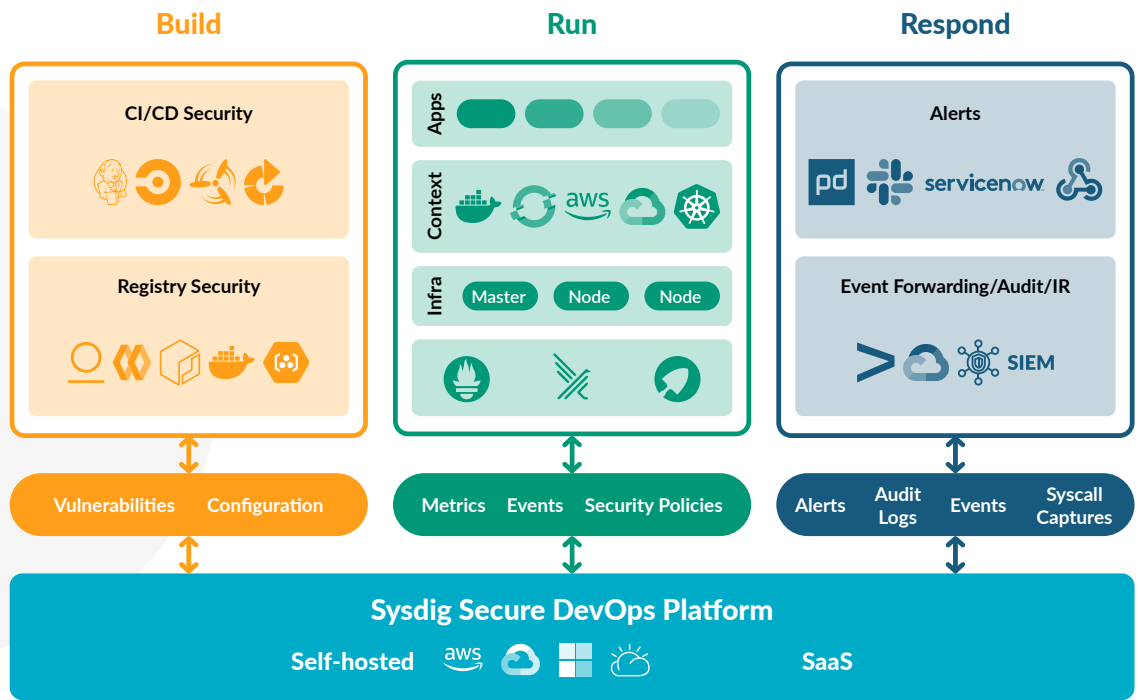 Build
Run
Respond
CI/CD Security
Registry Security
Apps
Context
aws
Infra
Master
Node
Node
Alerts
pd
servicenow
Event Forwarding/Audit/IR
>
SIEM
Vulnerabilities
Configuration
Metrics
Events
Security Policies
Alerts
Audit
Logs
Events
Syscall
Captures
Sysdig Secure DevOps Platform
Self-hosted
aws
SaaS